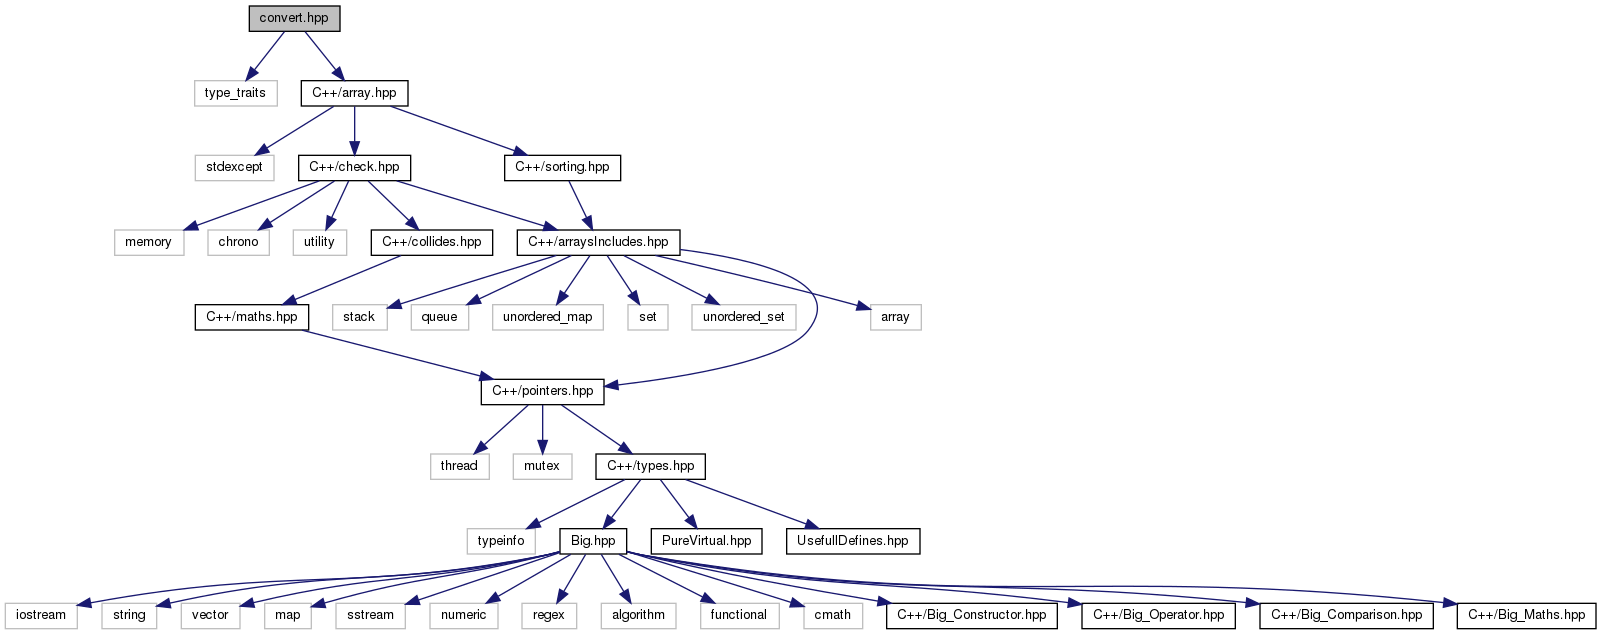 convert.hpp
type_traits
C++/array.hpp
stdexcept
C++/check.hpp
C++/sorting.hpp
memory
chrono
utility
C++/collides.hpp
C++/arraysIncludes.hpp
C++/maths.hpp
stack
queue
unordered_map
set
unordered_set
array
C++/pointers.hpp
thread
mutex
C++/types.hpp
typeinfo
Big.hpp
PureVirtual.hpp
UsefullDefines.hpp
iostream
string
vector
map
sstream
numeric
regex
algorithm
functional
cmath
C++/Big_Constructor.hpp
C++/Big_Operator.hpp
C++/Big_Comparison.hpp
C++/Big_Maths.hpp